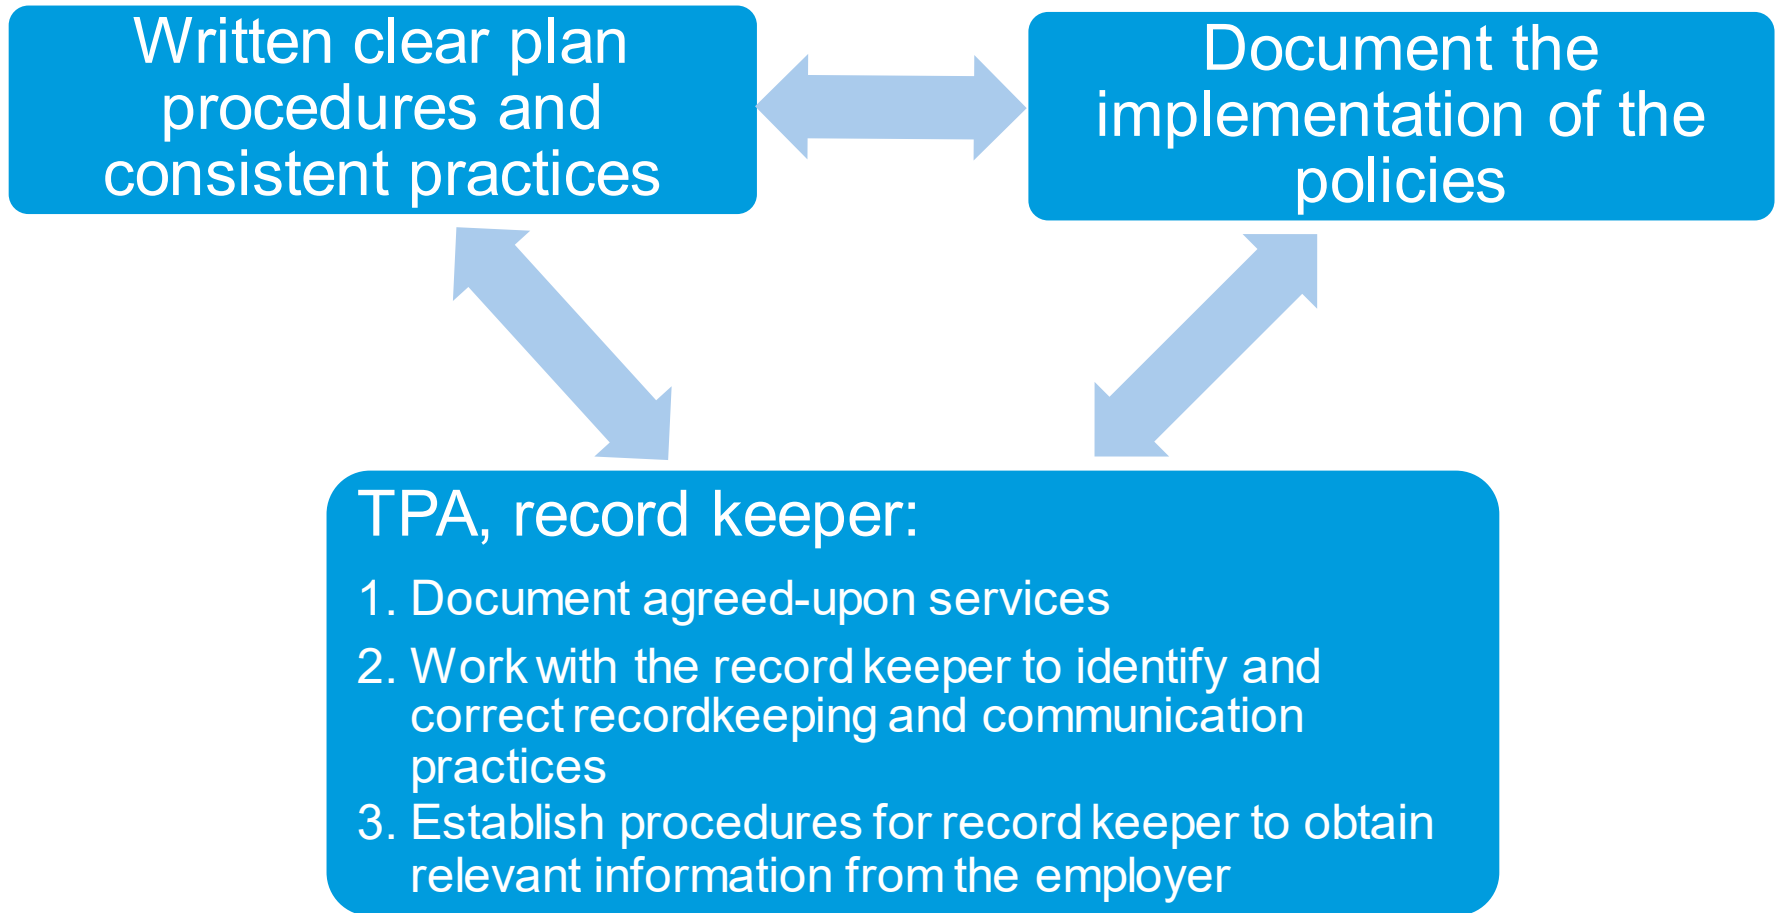 Written clear plan
procedures and
consistent practices
Document the
implementation of the
policies
TPA, record keeper:
1. Document agreed-upon services
2. Work with the record keeper to identify and
correct recordkeeping and communication
practices
3. Establish procedures for record keeper to obtain
relevant information from the employer